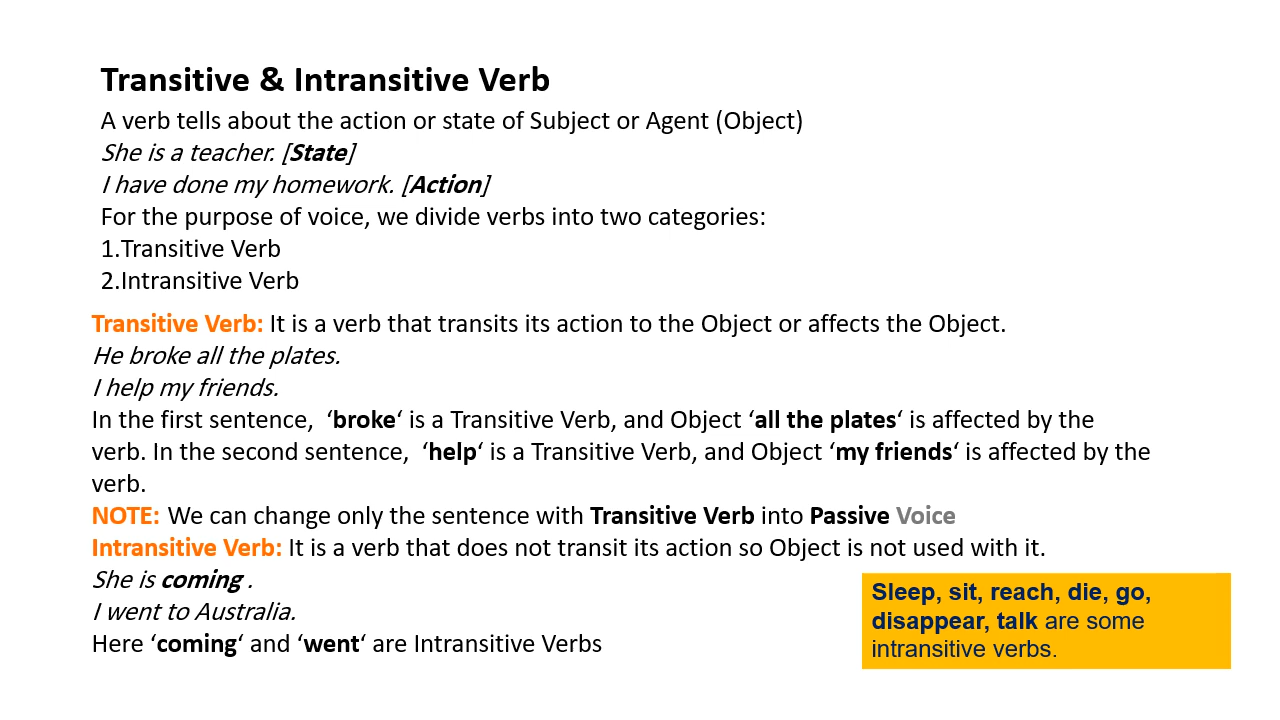 Transitive & Intransitive Verb
A verb tells about the action or state of Subject or Agent (Object)
She is a teacher. [State]
I have done my homework. [Action]
For the purpose of voice, we divide verbs into two categories:
1.Transitive Verb
2.Intransitive Verb
Transitive Verb: It is a verb that transits its action to the Object or affects the Object.
He broke all the plates.
I help my friends.
In the first sentence,  ‘broke‘ is a Transitive Verb, and Object ‘all the plates‘ is affected by the
verb. In the second sentence,  ‘help‘ is a Transitive Verb, and Object ‘my friends‘ is affected by the
verb.
NOTE: We can change only the sentence with Transitive Verb into Passive Voice
Intransitive Verb: It is a verb that does not transit its action so Object is not used with it.
She is coming .
I went to Australia.
Here ‘coming‘ and ‘went‘ are Intransitive Verbs
Sleep, sit, reach, die, go,
disappear, talk are some
intransitive verbs.